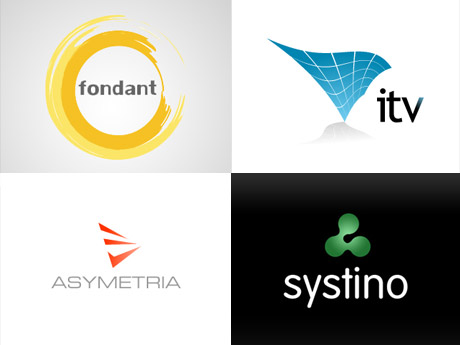 fondant
itv
ASYMETRIA
systino